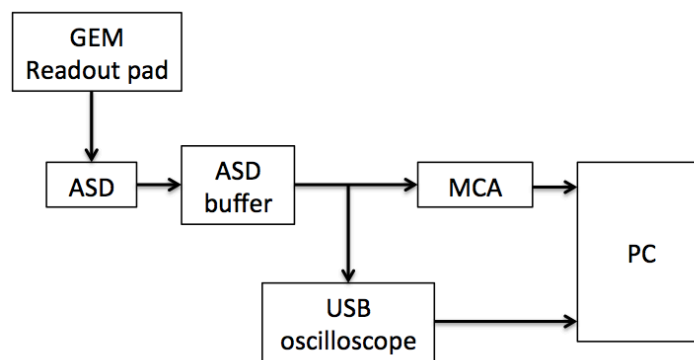 GEM
Readout pad
ASD
ASD
buffer
MCA
PC
USB
oscilloscope